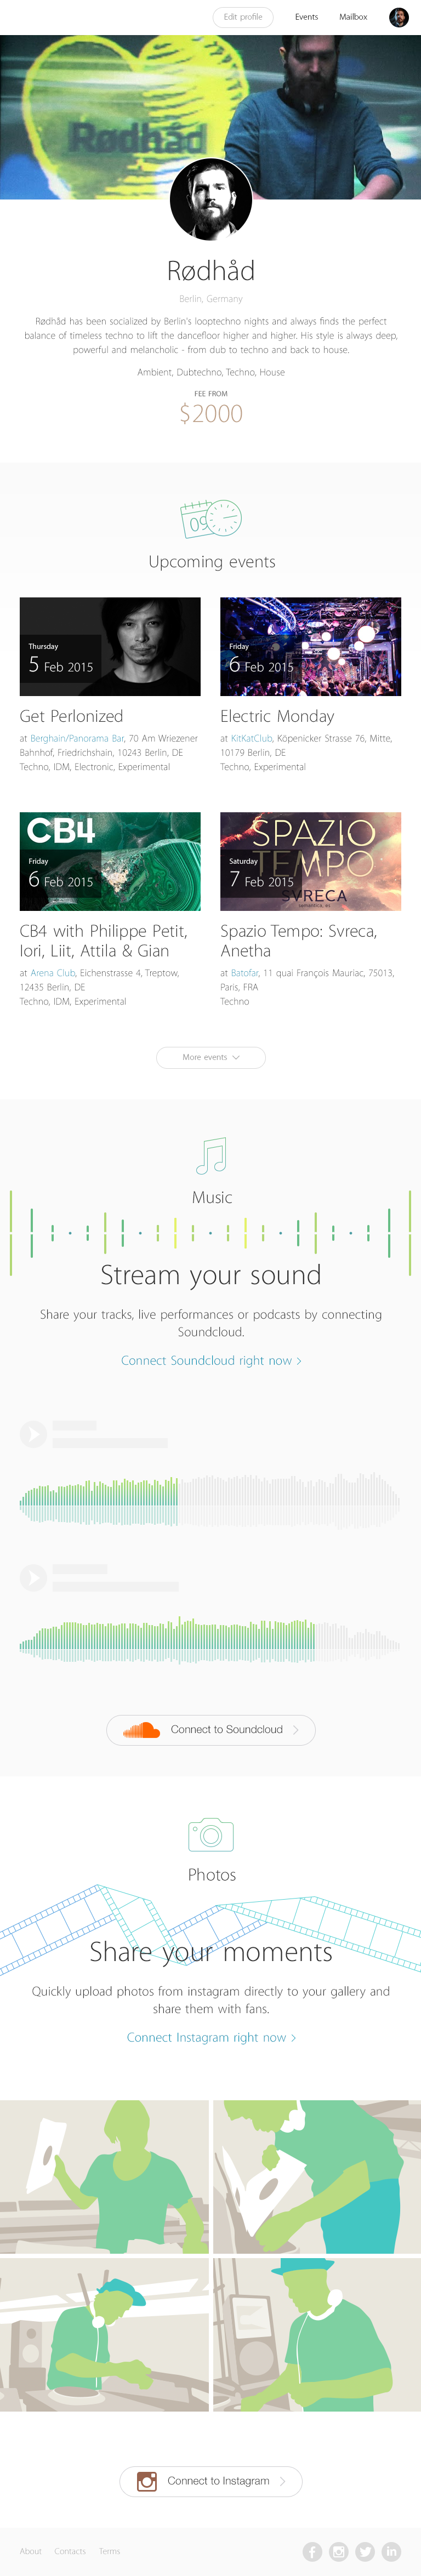 Edit profile Events Mailbox
Rødhåd
Rødhåd
Berlin, Germany
Rødhåd has been socialized by Berlin's looptechno nights and always finds the perfect
balance of timeless techno to lift the dancefloor higher and higher. His style is always deep,
powerful and melancholic - from dub to techno and back to house.
Ambient, Dubtechno, Techno, House
FEE FROM
$2000
09
Upcoming events
Thursday
5 Feb 2015
Get Perlonized
at Berghain/Panorama Bar, 70 Am Wriezener
Bahnhof, Friedrichshain, 10243 Berlin, DE
Techno, IDM, Electronic, Experimental
Friday
6 Feb 2015
Electric Monday
at KitKatClub, Köpenicker Strasse 76, Mitte,
10179 Berlin, DE
Techno, Experimental
CB4
Friday
6 Feb 2015
CB4 with Philippe Petit,
Iori, Liit, Attila & Gian
at Arena Club, Eichenstrasse 4, Treptow,
12435 Berlin, DE
Techno, IDM, Experimental
SPAZIO
TEMPO
Saturday
7 Feb 2015
SVRECA
Spazio Tempo: Svreca,
Anetha
at Batofar, 11 quai François Mauriac, 75013,
Paris, FRA
Techno
More events
Music
Stream your sound
Share your tracks, live performances or podcasts by connecting
Soundcloud.
Connect Soundcloud right now >
Connect to Soundcloud >
Photos
Share your moments
Quickly upload photos from instagram directly to your gallery and
share them with fans.
Connect Instagram right now >
Connect to Instagram >
About Contacts Terms